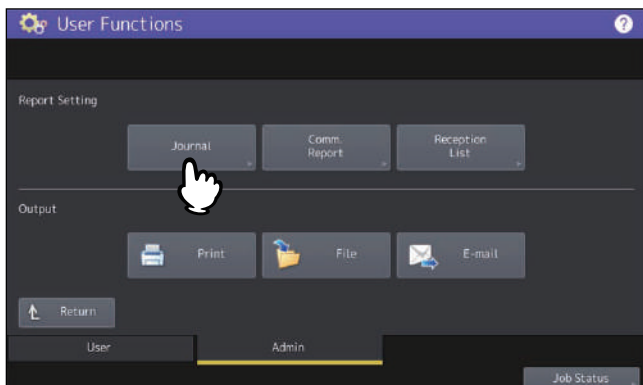 User Functions
?
Report Setting
Journal
Comm.
Report
Reception
List
Output
Print
File
E-mail
Return
User
Admin
Job Status